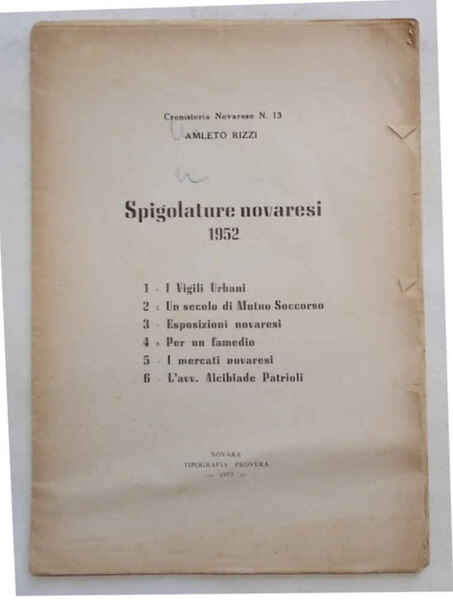 Cronistoria Novarese N. 13
AMLETO RIZZI
Spigolature novaresi
1952
1 - I Vigili Urbani
2 - Un secolo di Mutuo Soccorso
3 - Esposizioni novaresi
4 - Per un famedio
5 - I mercati novaresi
6 - L'avv. Alcibiade Patrioli
NOVARA
TIPOGRAFIA PROVERA